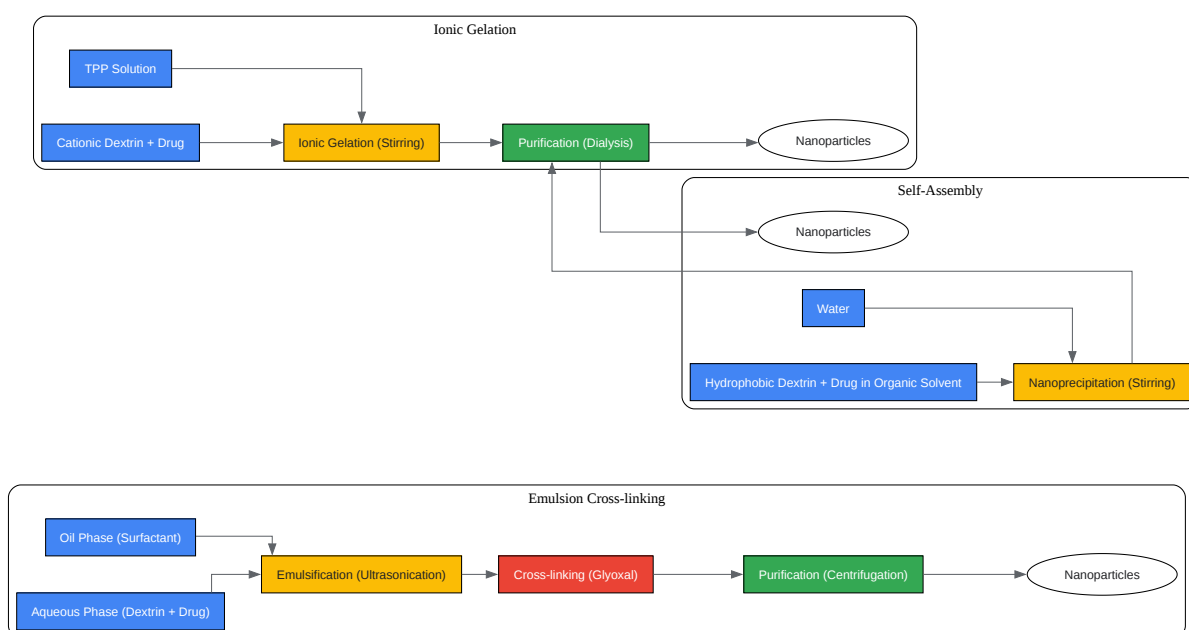 Ionic Gelation
TPP Solution
Cationic Dextrin + Drug
Ionic Gelation (Stirring)
Purification (Dialysis)
Nanoparticles
Self-Assembly
Nanoparticles
Water
Hydrophobic Dextrin + Drug in Organic Solvent
Nanoprecipitation (Stirring)
Emulsion Cross-linking
Oil Phase (Surfactant)
Aqueous Phase (Dextrin + Drug)
Emulsification (Ultrasonication)
Cross-linking (Glyoxal)
Purification (Centrifugation)
Nanoparticles